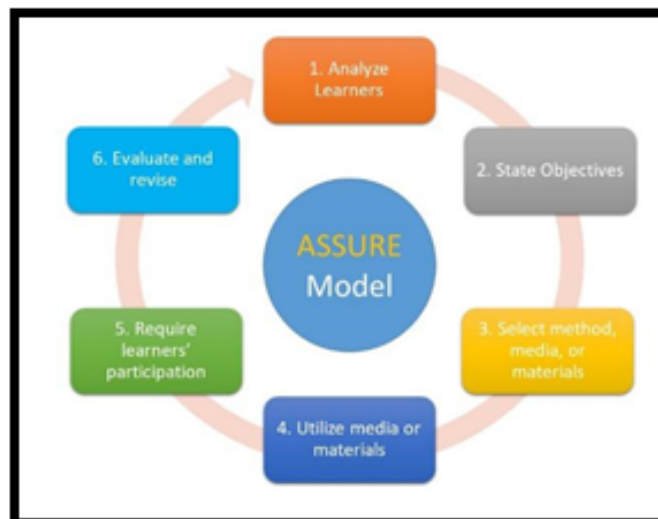 1. Analyze
Learners
2. State Objectives
3. Select method,
media, or
materials
4. Utilize media or
materials
5. Require
learners'
participation
6. Evaluate and
revise
ASSURE
Model